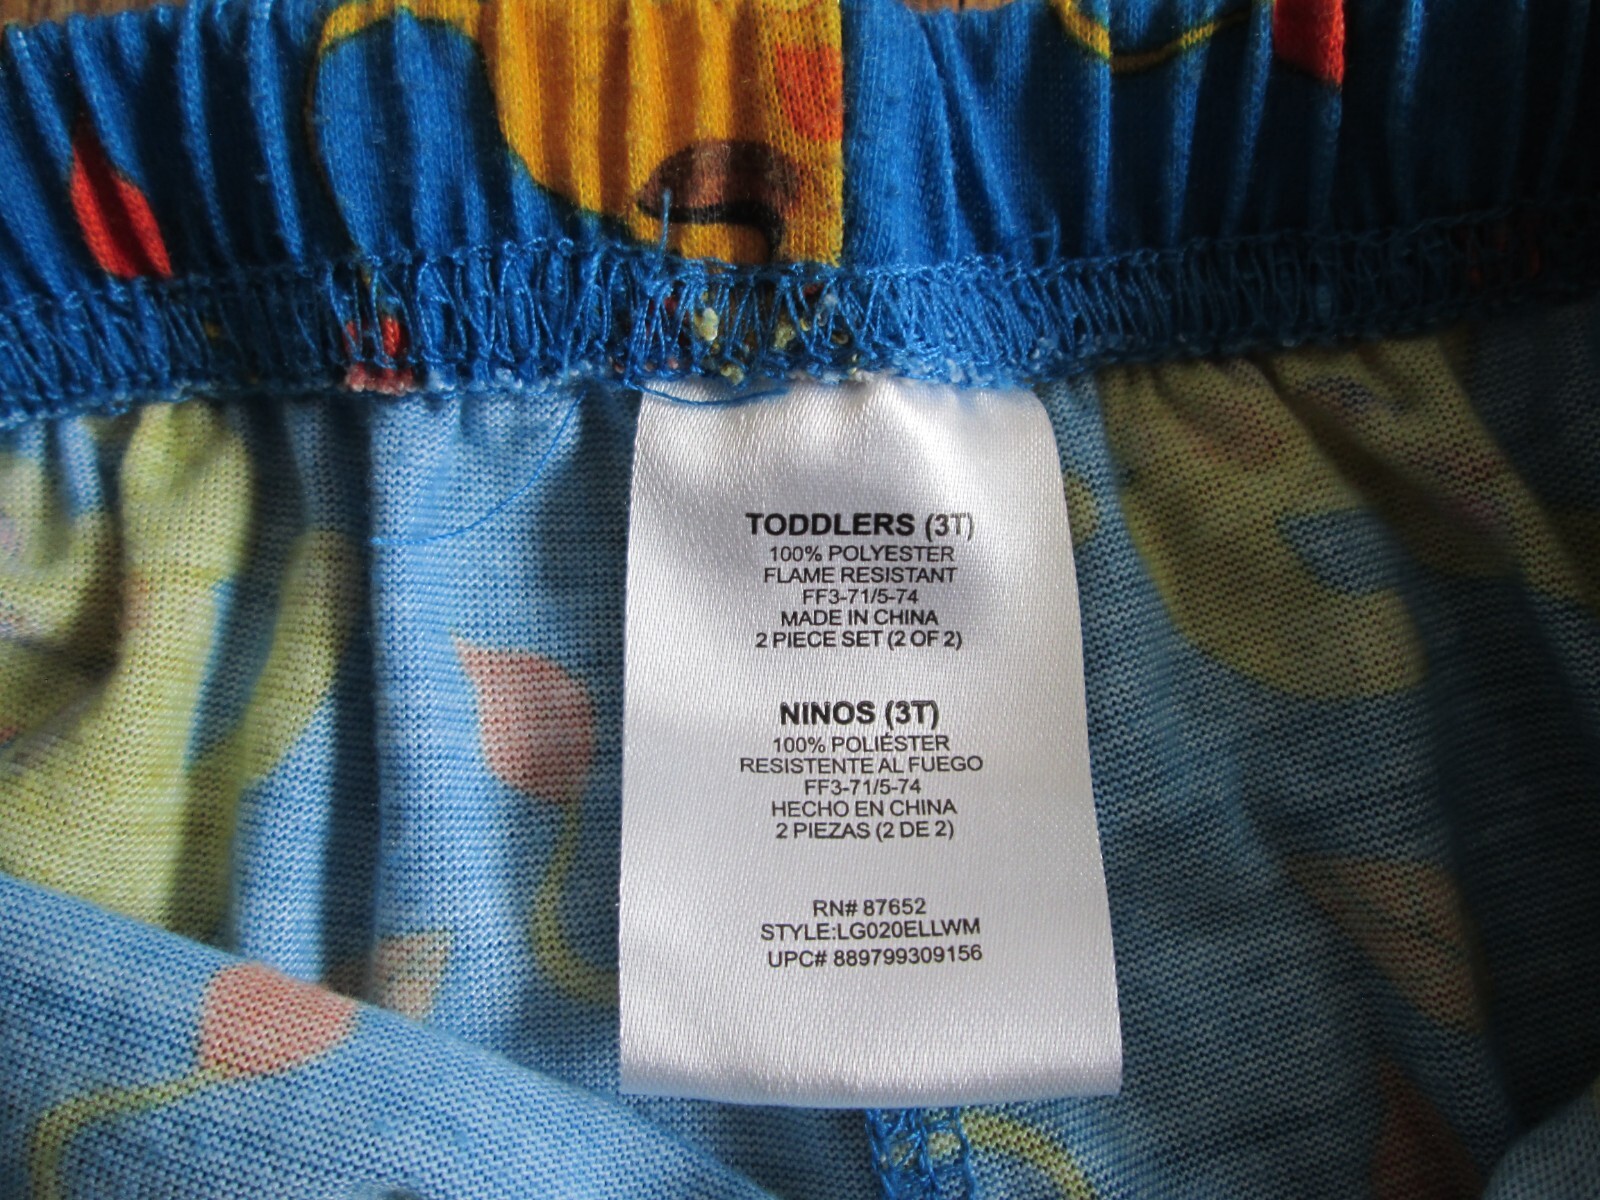 TODDLERS (3T)
100% POLYESTER
FLAME RESISTANT
FF3-71/5-74
MADE IN CHINA
2 PIECE SET (2 OF 2)
NINOS (3T)
100% POLIÉSTER
RESISTENTE AL FUEGO
FF3-71/5-74
HECHO EN CHINA
2 PIEZAS (2 DE 2)
RN# 87652
STYLE:LG020ELLWM
UPC# 889799309156